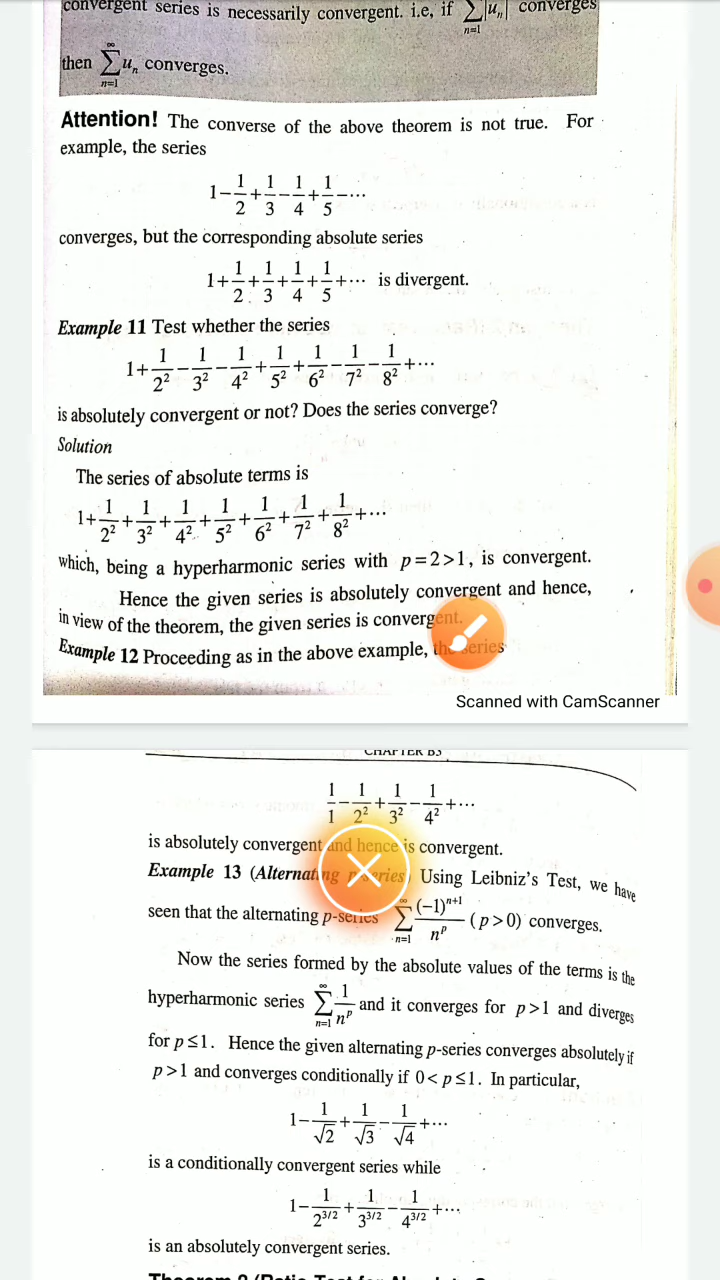 convergent series is necessarily convergent. i.e, if ∑_{n=1} |uₙ| converges
then ∑_{n=1}^{∞} uₙ converges.
Attention! The converse of the above theorem is not true. For
example, the series
1 − 1/2 + 1/3 − 1/4 + 1/5 − ⋯
converges, but the corresponding absolute series
1 + 1/2 + 1/3 + 1/4 + 1/5 + ⋯ is divergent.
Example 11 Test whether the series
1 + 1/2² − 1/3² − 1/4² + 1/5² + 1/6² − 1/7² − 1/8² + ⋯
is absolutely convergent or not? Does the series converge?
Solution
The series of absolute terms is
1 + 1/2² + 1/3² + 1/4² + 1/5² + 1/6² + 1/7² + 1/8² + ⋯
which, being a hyperharmonic series with p = 2 > 1, is convergent.
Hence the given series is absolutely convergent and hence,
in view of the theorem, the given series is convergent.
Example 12 Proceeding as in the above example, the series
Scanned with CamScanner
CHAPTER B3
1/1 − 1/2² + 1/3² − 1/4² + ⋯
is absolutely convergent and hence is convergent.
Example 13 (Alternating p-series) Using Leibniz's Test, we have
seen that the alternating p-series ∑_{n=1}^{∞} (−1)ⁿ⁺¹/nᵖ (p > 0) converges.
Now the series formed by the absolute values of the terms is the
hyperharmonic series ∑_{n=1}^{∞} 1/nᵖ and it converges for p > 1 and diverges
for p ≤ 1. Hence the given alternating p-series converges absolutely if
p > 1 and converges conditionally if 0 < p ≤ 1. In particular,
1 − 1/√2 + 1/√3 − 1/√4 + ⋯
is a conditionally convergent series while
1 − 1/2^{3/2} + 1/3^{3/2} − 1/4^{3/2} + ⋯
is an absolutely convergent series.